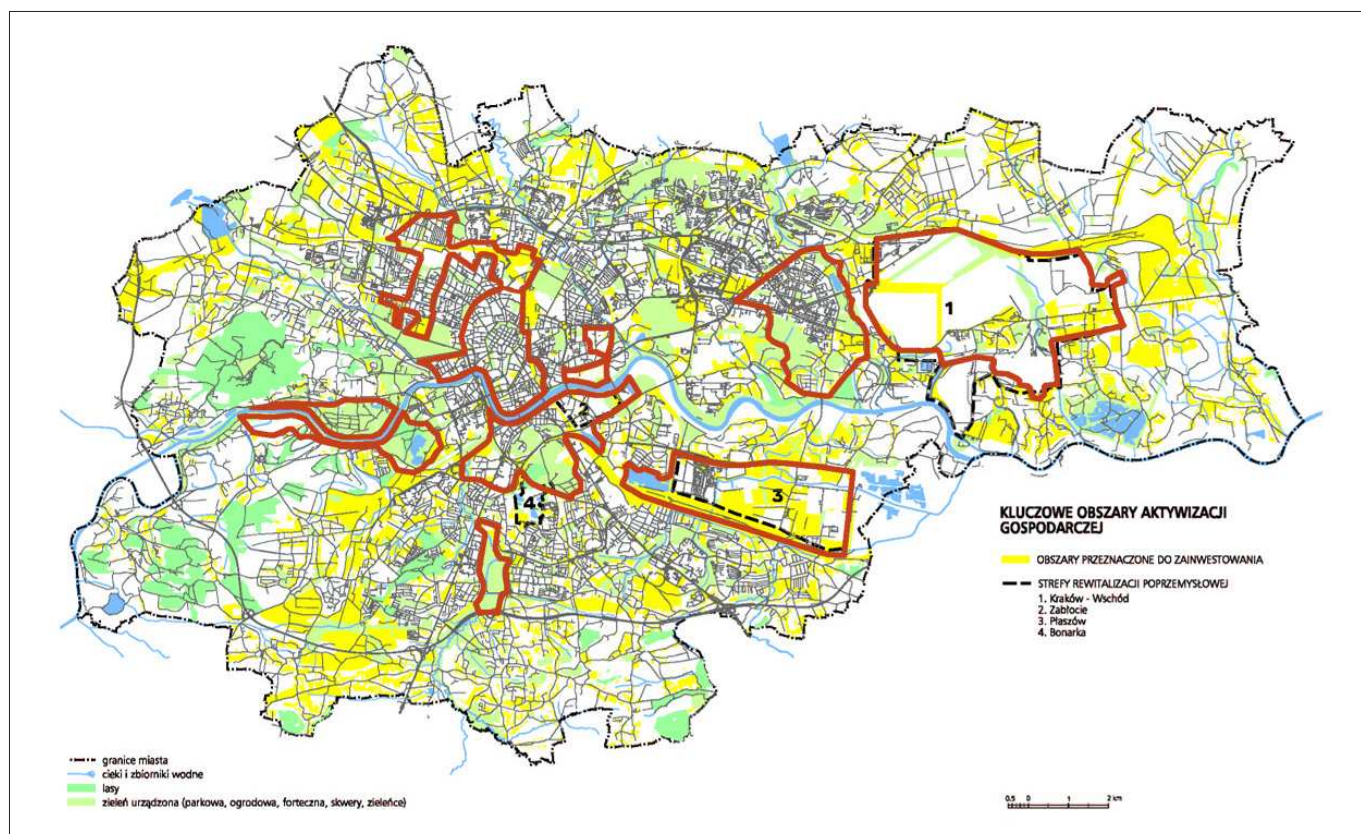 1
2
3
4
KLUCZOWE OBSZARY AKTYWIZACJI
GOSPODARCZEJ
OBSZARY PRZEZNACZONE DO ZAINWESTOWANIA
STREFY REWITALIZACJI POPRZEMYSŁOWEJ
1. Kraków - Wschód
2. Zabłocie
3. Płaszów
4. Bonarka
granice miasta
cieki i zbiorniki wodne
lasy
zieleń urządzona (parkowa, ogrodowa, forteczna, skwery, zieleńce)
0,5 0 1 2 km